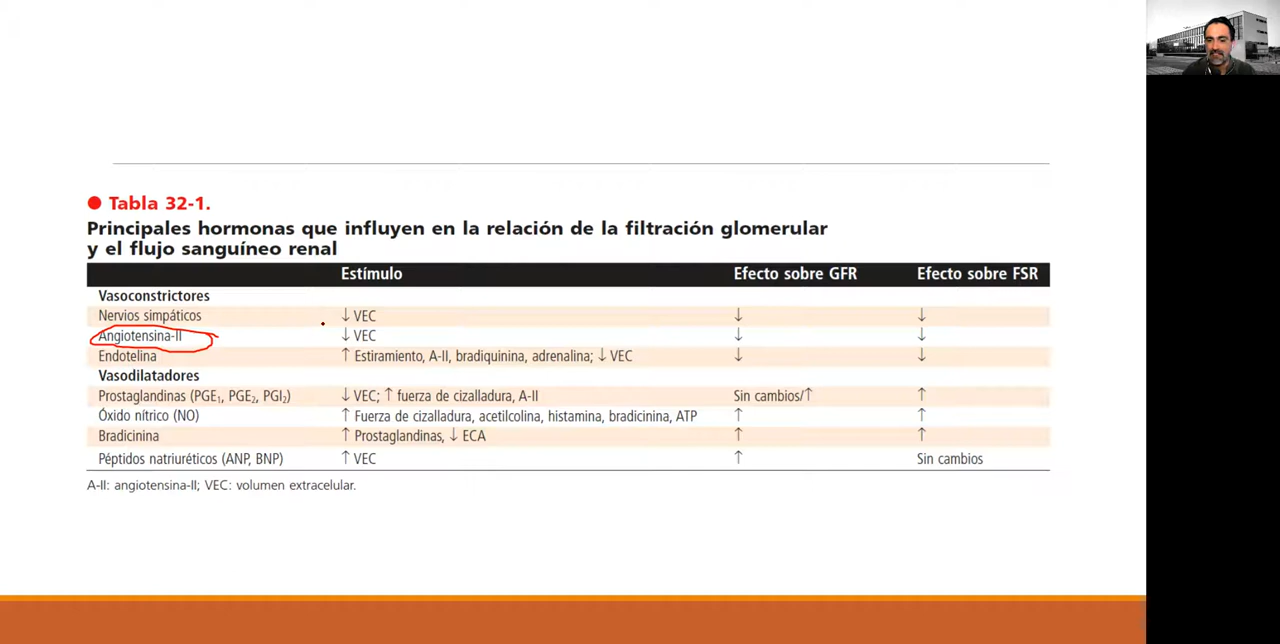 Tabla 32-1.
Principales hormonas que influyen en la relación de la filtración glomerular
y el flujo sanguíneo renal
Estímulo Efecto sobre GFR Efecto sobre FSR
Vasoconstrictores
Nervios simpáticos ↓ VEC ↓ ↓
Angiotensina-II ↓ VEC ↓ ↓
Endotelina ↑ Estiramiento, A-II, bradiquinina, adrenalina; ↓ VEC ↓ ↓
Vasodilatadores
Prostaglandinas (PGE₁, PGE₂, PGI₂) ↓ VEC; ↑ fuerza de cizalladura, A-II Sin cambios/↑ ↑
Óxido nítrico (NO) ↑ Fuerza de cizalladura, acetilcolina, histamina, bradicinina, ATP ↑ ↑
Bradicinina ↑ Prostaglandinas, ↓ ECA ↑ ↑
Péptidos natriuréticos (ANP, BNP) ↑ VEC ↑ Sin cambios
A-II: angiotensina-II; VEC: volumen extracelular.